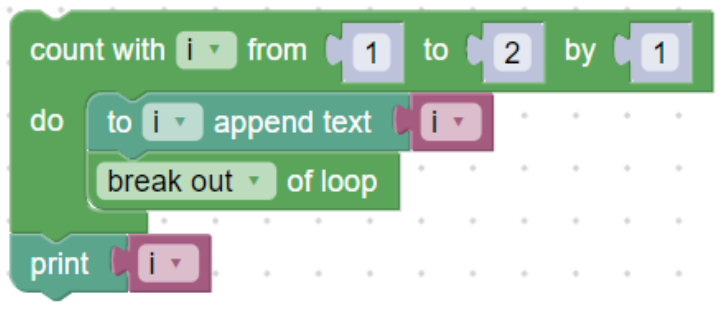 count with i from 1 to 2 by 1
do to i append text i
break out of loop
print i